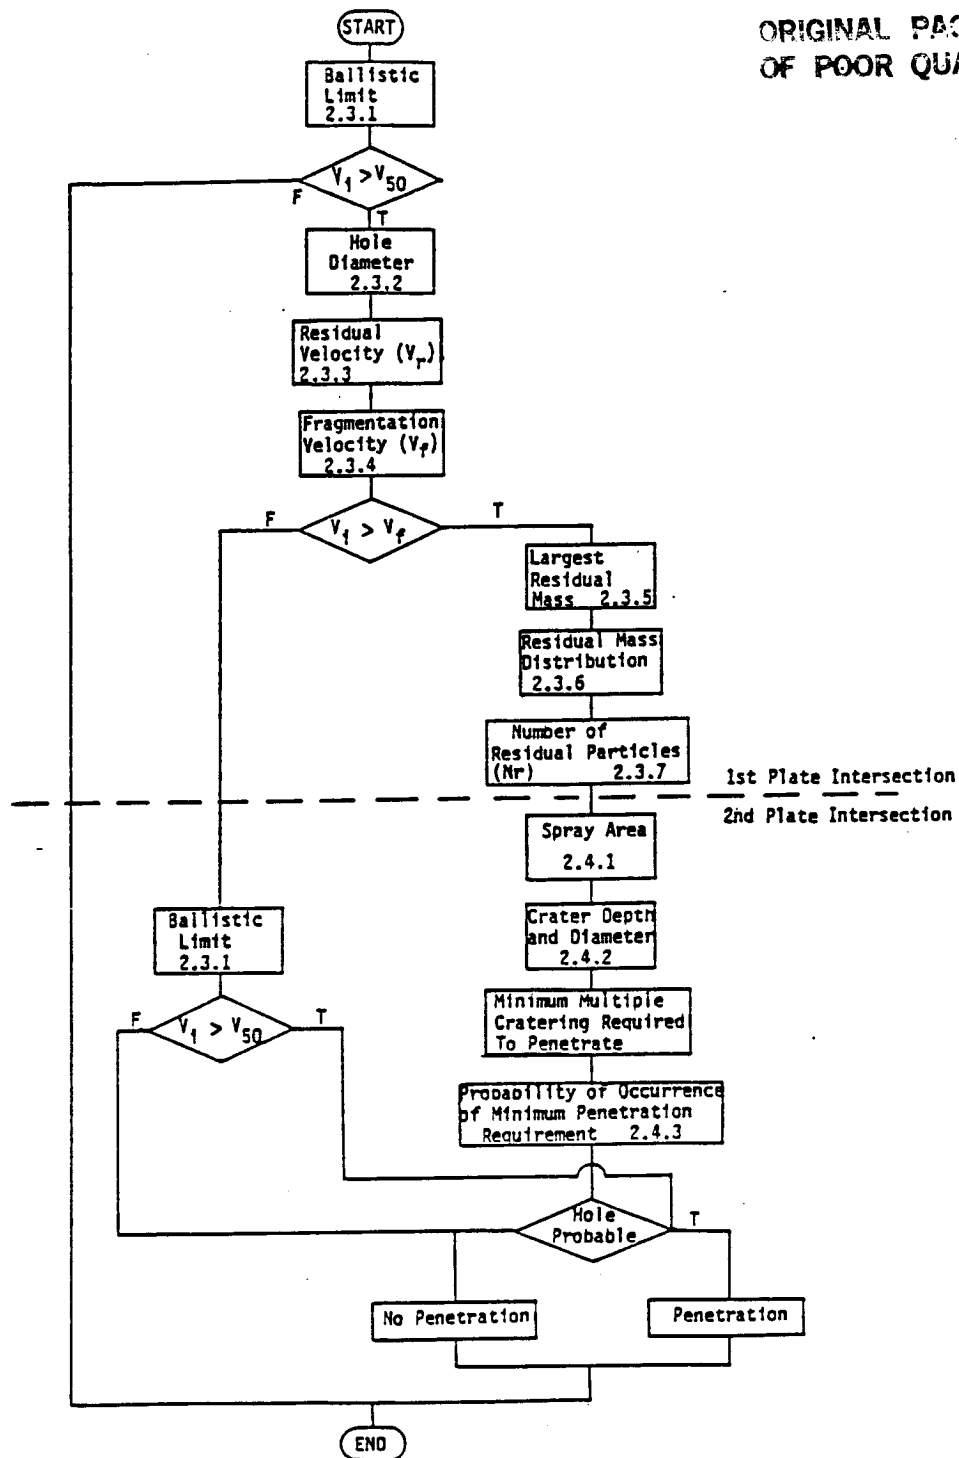 START
ORIGINAL PAG
OF POOR QUA
Ballistic
Limit
2.3.1
V₁ > V₅₀
F
T
Hole
Diameter
2.3.2
Residual
Velocity (Vᵣ)
2.3.3
Fragmentation
Velocity (V_f)
2.3.4
F
V₁ > V_f
T
Largest
Residual
Mass 2.3.5
Residual Mass
Distribution
2.3.6
Number of
Residual Particles
(Nr) 2.3.7
1st Plate Intersection
2nd Plate Intersection
Spray Area
2.4.1
Ballistic
Limit
2.3.1
Crater Depth
and Diameter
2.4.2
F
V₁ > V₅₀
T
Minimum Multiple
Cratering Required
To Penetrate
Probability of Occurrence
of Minimum Penetration
Requirement 2.4.3
Hole
Probable
T
No Penetration
Penetration
END